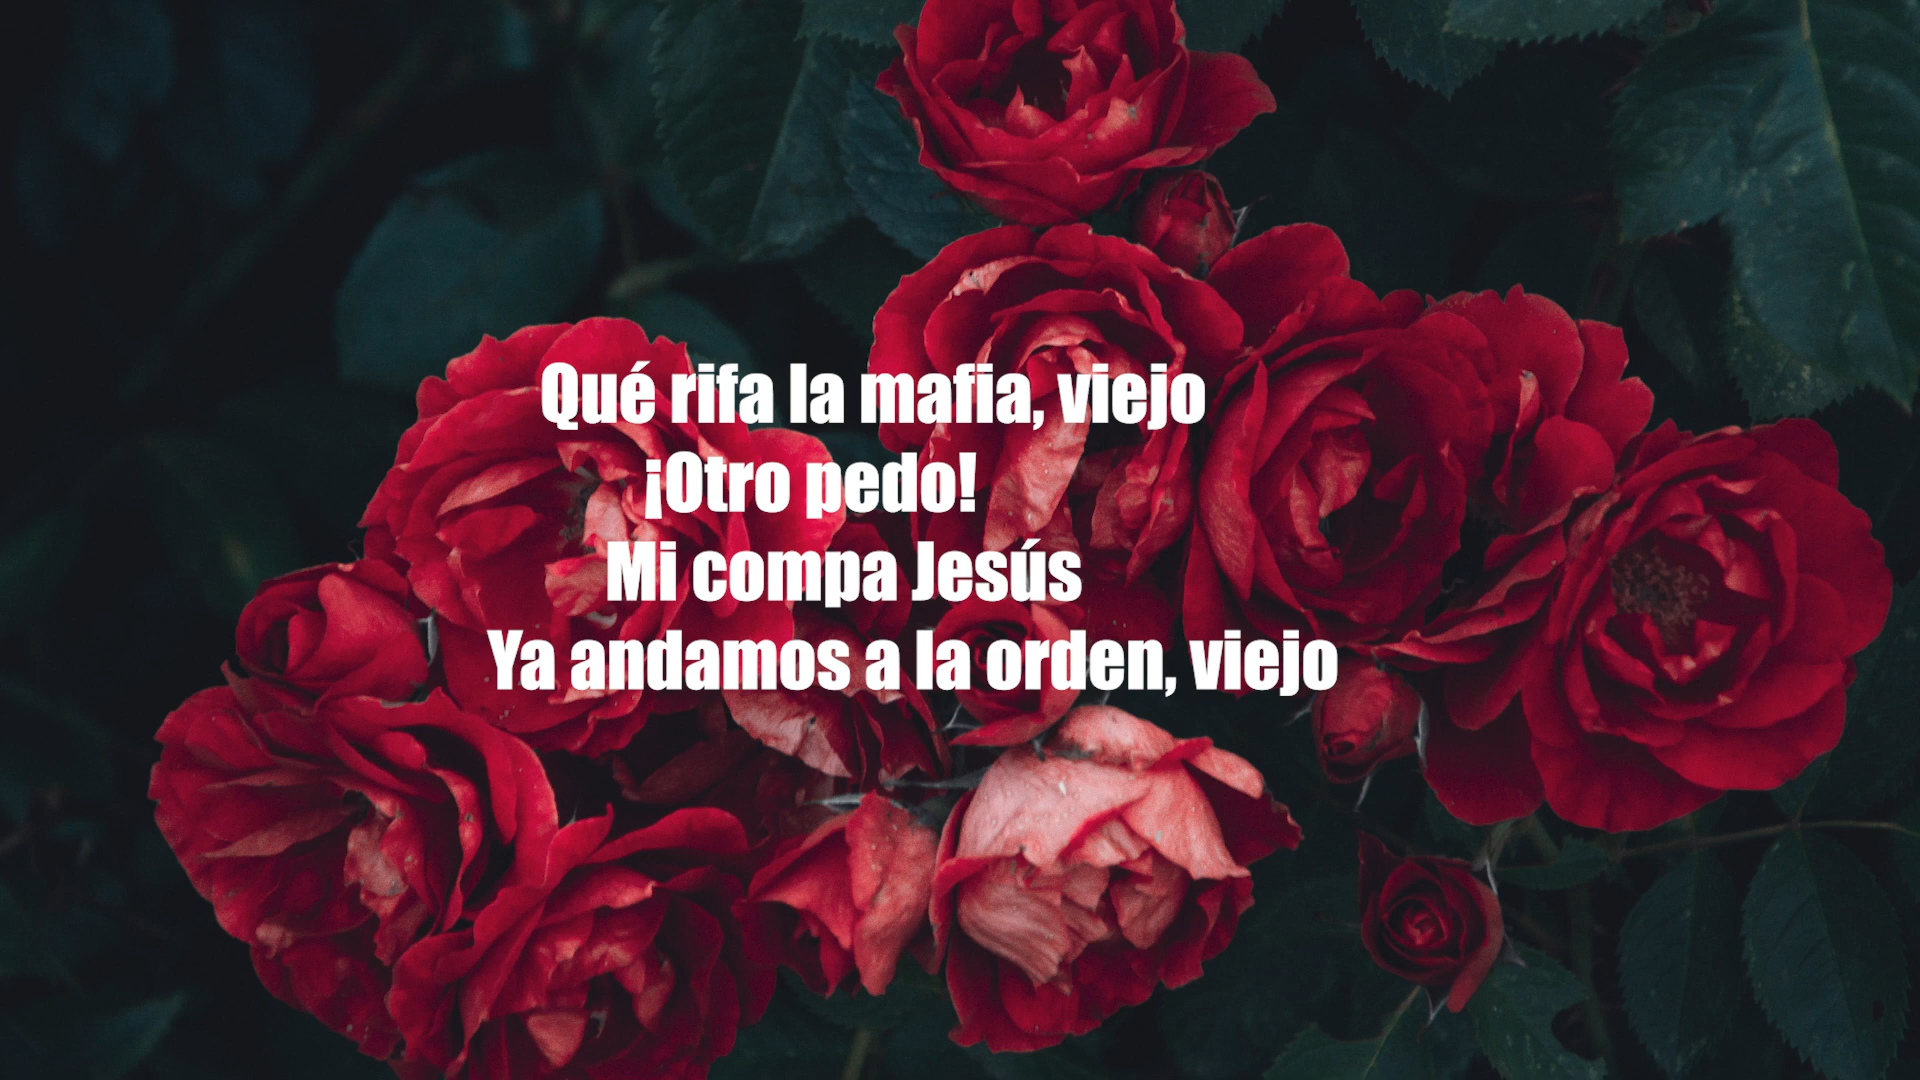 Qué rifa la mafia, viejo
¡Otro pedo!
Mi compa Jesús
Ya andamos a la orden, viejo